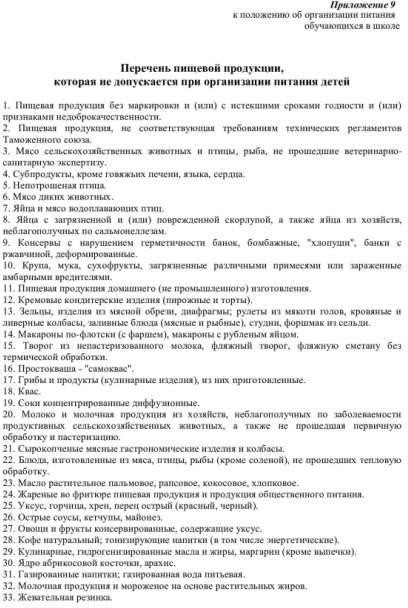 Приложение 9
к положению об организации питания
обучающихся в школе
Перечень пищевой продукции,
которая не допускается при организации питания детей
1. Пищевая продукция без маркировки и (или) с истекшими сроками годности и (или)
признаками недоброкачественности.
2. Пищевая продукция, не соответствующая требованиям технических регламентов
Таможенного союза.
3. Мясо сельскохозяйственных животных и птицы, рыба, не прошедшие ветеринарно-
санитарную экспертизу.
4. Субпродукты, кроме говяжьих печени, языка, сердца.
5. Непотрошеная птица.
6. Мясо диких животных.
7. Яйца и мясо водоплавающих птиц.
8. Яйца с загрязненной и (или) поврежденной скорлупой, а также яйца из хозяйств,
неблагополучных по сальмонеллезам.
9. Консервы с нарушением герметичности банок, бомбажные, "хлопуши", банки с
ржавчиной, деформированные.
10. Крупа, мука, сухофрукты, загрязненные различными примесями или зараженные
амбарными вредителями.
11. Пищевая продукция домашнего (не промышленного) изготовления.
12. Кремовые кондитерские изделия (пирожные и торты).
13. Зельцы, изделия из мясной обрези, диафрагмы; рулеты из мякоти голов, кровяные и
ливерные колбасы, заливные блюда (мясные и рыбные), студни, форшмак из сельди.
14. Макароны по-флотски (с фаршем), макароны с рубленым яйцом.
15. Творог из непастеризованного молока, фляжный творог, фляжную сметану без
термической обработки.
16. Простокваша - "самоквас".
17. Грибы и продукты (кулинарные изделия), из них приготовленные.
18. Квас.
19. Соки концентрированные диффузионные.
20. Молоко и молочная продукция из хозяйств, неблагополучных по заболеваемости
продуктивных сельскохозяйственных животных, а также не прошедшая первичную
обработку и пастеризацию.
21. Сырокопченые мясные гастрономические изделия и колбасы.
22. Блюда, изготовленные из мяса, птицы, рыбы (кроме соленой), не прошедших тепловую
обработку.
23. Масло растительное пальмовое, рапсовое, кокосовое, хлопковое.
24. Жареные во фритюре пищевая продукция и продукция общественного питания.
25. Уксус, горчица, хрен, перец острый (красный, черный).
26. Острые соусы, кетчупы, майонез.
27. Овощи и фрукты консервированные, содержащие уксус.
28. Кофе натуральный; тонизирующие напитки (в том числе энергетические).
29. Кулинарные, гидрогенизированные масла и жиры, маргарин (кроме выпечки).
30. Ядро абрикосовой косточки, арахис.
31. Газированные напитки; газированная вода питьевая.
32. Молочная продукция и мороженое на основе растительных жиров.
33. Жевательная резинка.